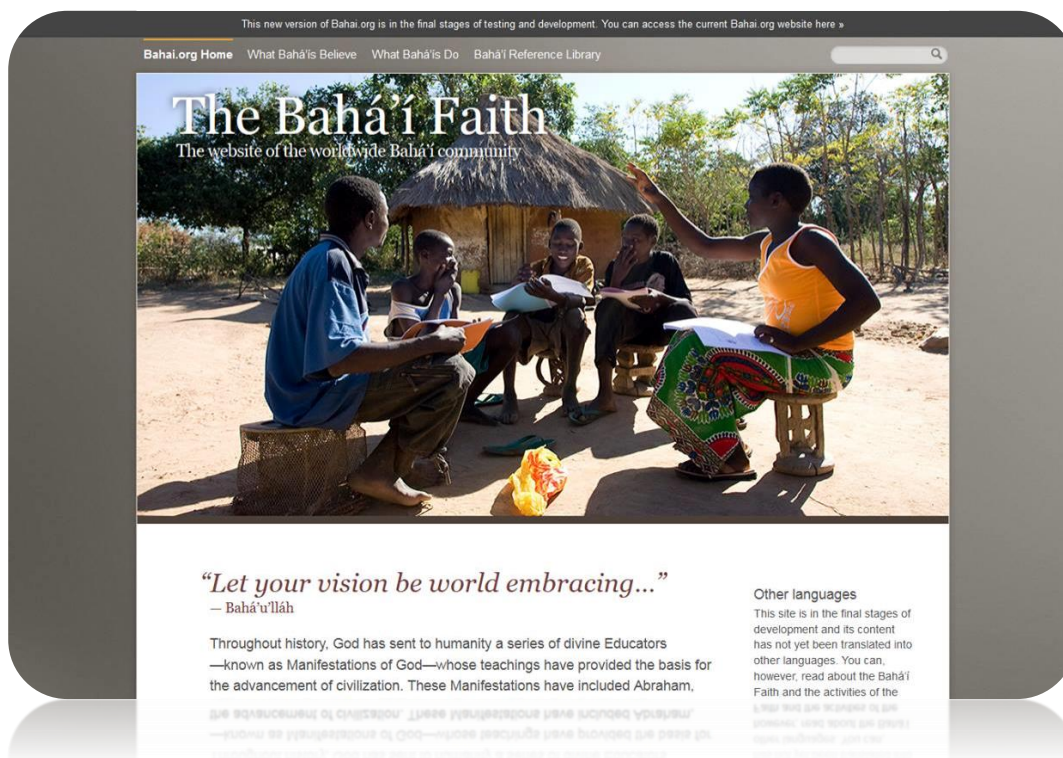 This new version of Bahai.org is in the final stages of testing and development. You can access the current Bahai.org website here »
Bahai.org Home What Bahá'ís Believe What Bahá'ís Do Bahá'í Reference Library
The Bahá’í Faith
The website of the worldwide Bahá’í community
“Let your vision be world embracing…”
— Bahá’u’lláh
Throughout history, God has sent to humanity a series of divine Educators
—known as Manifestations of God—whose teachings have provided the basis for
the advancement of civilization. These Manifestations have included Abraham,
Other languages
This site is in the final stages of
development and its content
has not yet been translated into
other languages. You can,
however, read about the Bahá'í
Faith and the activities of the